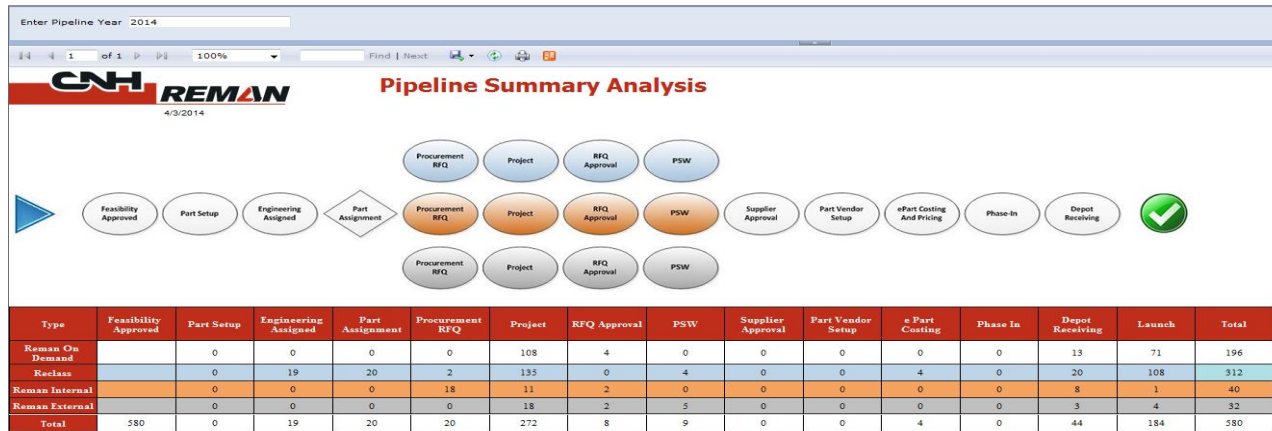 Enter Pipeline Year 2014
1 of 1 100% Find | Next
CNH REMAN
Pipeline Summary Analysis
4/3/2014
Procurement RFQ Project RFQ Approval PSW
Feasibility Approved Part Setup Engineering Assigned Part Assignment Procurement RFQ Project RFQ Approval PSW Supplier Approval Part Vendor Setup ePart Costing And Pricing Phase-In Depot Receiving
Procurement RFQ Project RFQ Approval PSW
Type Feasibility Approved Part Setup Engineering Assigned Part Assignment Procurement RFQ Project RFQ Approval PSW Supplier Approval Part Vendor Setup e Part Costing Phase In Depot Receiving Launch Total
Reman On Demand 0 0 0 0 108 4 0 0 0 0 0 13 71 196
Reclass 0 19 20 2 135 0 4 0 0 4 0 20 108 312
Reman Internal 0 0 0 18 11 2 0 0 0 0 0 8 1 40
Reman External 0 0 0 0 18 2 5 0 0 0 0 3 4 32
Total 580 0 19 20 20 272 8 9 0 0 4 0 44 184 580